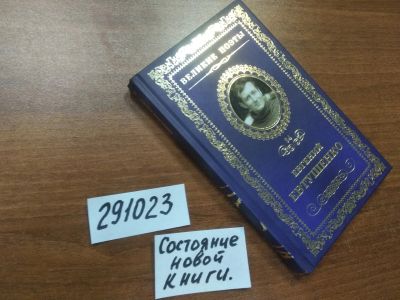 ВЕЛИКИЕ ПОЭТЫ
ЕВГЕНИЙ
ЕВТУШЕНКО
291023
Состояние
новой
книги.